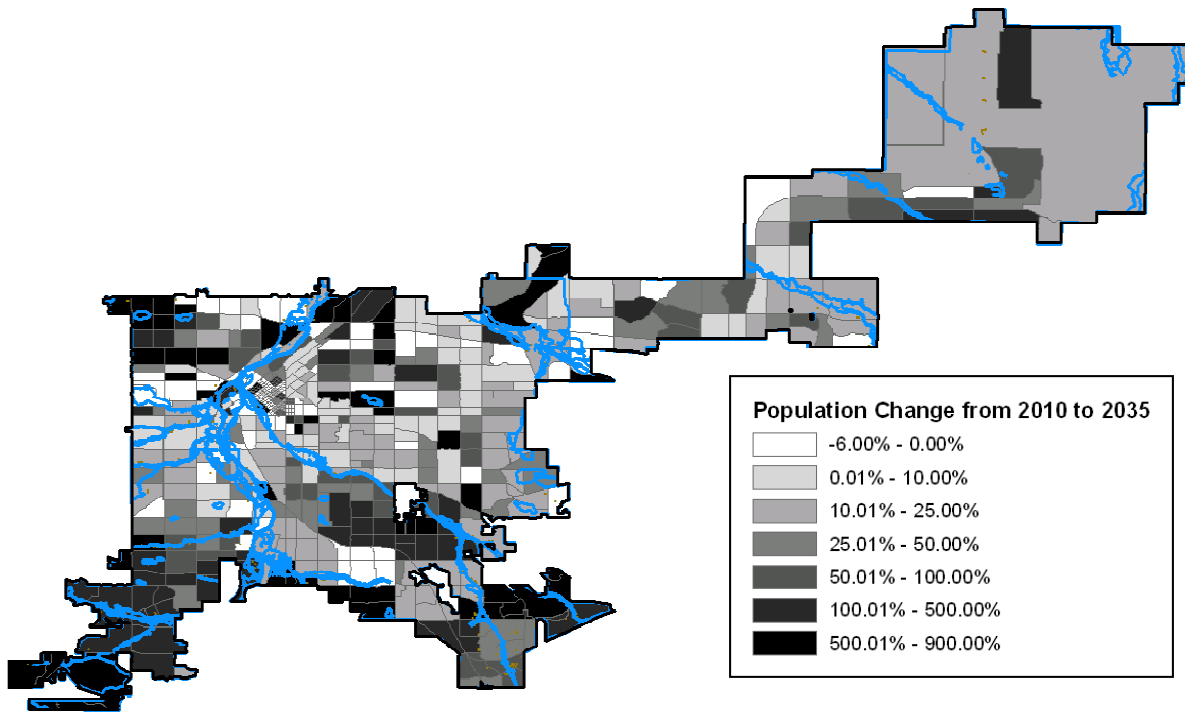 Population Change from 2010 to 2035
-6.00% - 0.00%
0.01% - 10.00%
10.01% - 25.00%
25.01% - 50.00%
50.01% - 100.00%
100.01% - 500.00%
500.01% - 900.00%